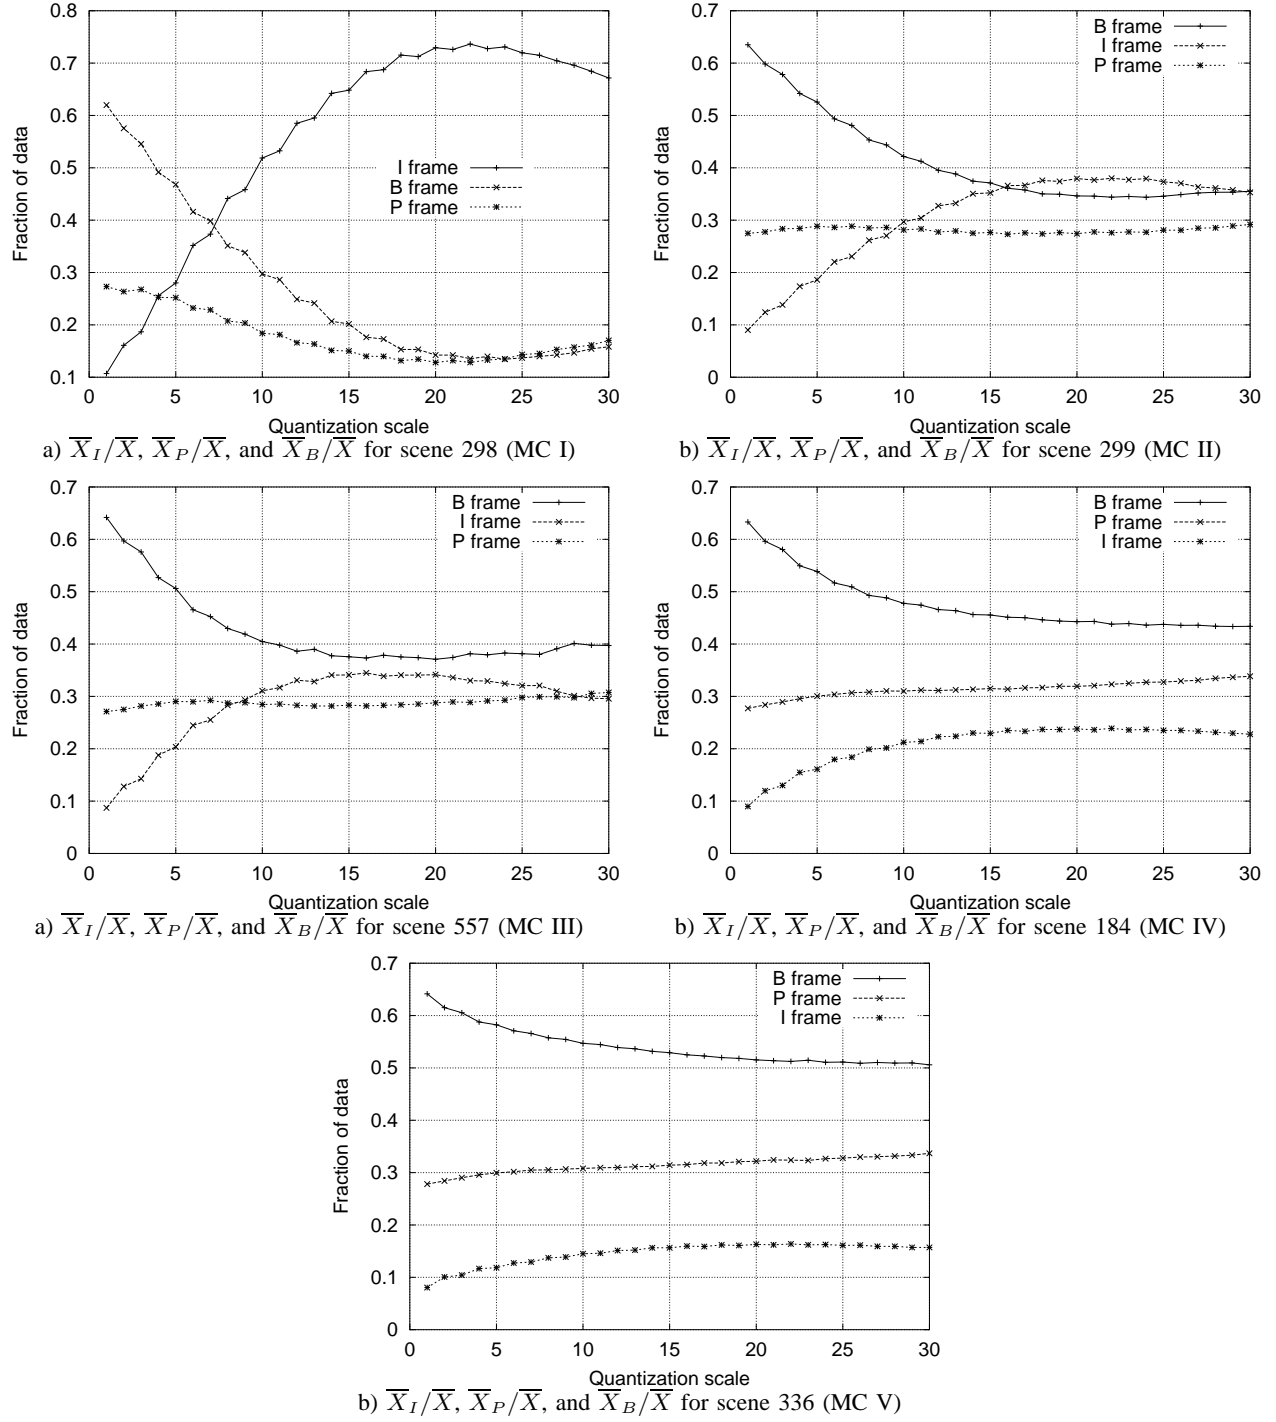 0.8
0.7
0.6
0.5
0.4
0.3
0.2
0.1
Fraction of data
I frame
B frame
P frame
0 5 10 15 20 25 30
Quantization scale
a) X̅_I/X̅, X̅_P/X̅, and X̅_B/X̅ for scene 298 (MC I)
0.7
0.6
0.5
0.4
0.3
0.2
0.1
0
Fraction of data
B frame
I frame
P frame
0 5 10 15 20 25 30
Quantization scale
b) X̅_I/X̅, X̅_P/X̅, and X̅_B/X̅ for scene 299 (MC II)
0.7
0.6
0.5
0.4
0.3
0.2
0.1
0
Fraction of data
B frame
I frame
P frame
0 5 10 15 20 25 30
Quantization scale
a) X̅_I/X̅, X̅_P/X̅, and X̅_B/X̅ for scene 557 (MC III)
0.7
0.6
0.5
0.4
0.3
0.2
0.1
0
Fraction of data
B frame
P frame
I frame
0 5 10 15 20 25 30
Quantization scale
b) X̅_I/X̅, X̅_P/X̅, and X̅_B/X̅ for scene 184 (MC IV)
0.7
0.6
0.5
0.4
0.3
0.2
0.1
0
Fraction of data
B frame
P frame
I frame
0 5 10 15 20 25 30
Quantization scale
b) X̅_I/X̅, X̅_P/X̅, and X̅_B/X̅ for scene 336 (MC V)